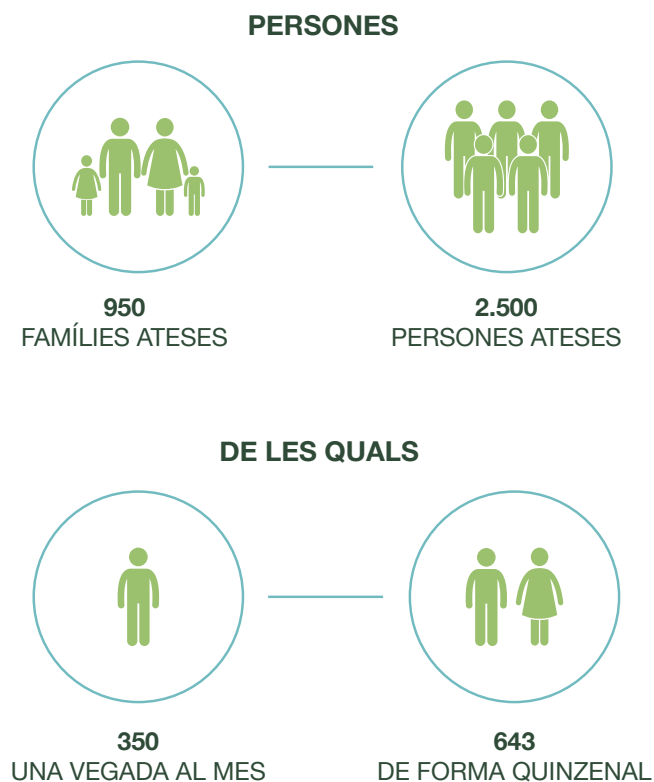 PERSONES
950
FAMÍLIES ATESES
2.500
PERSONES ATESES
DE LES QUALS
350
UNA VEGADA AL MES
643
DE FORMA QUINZENAL